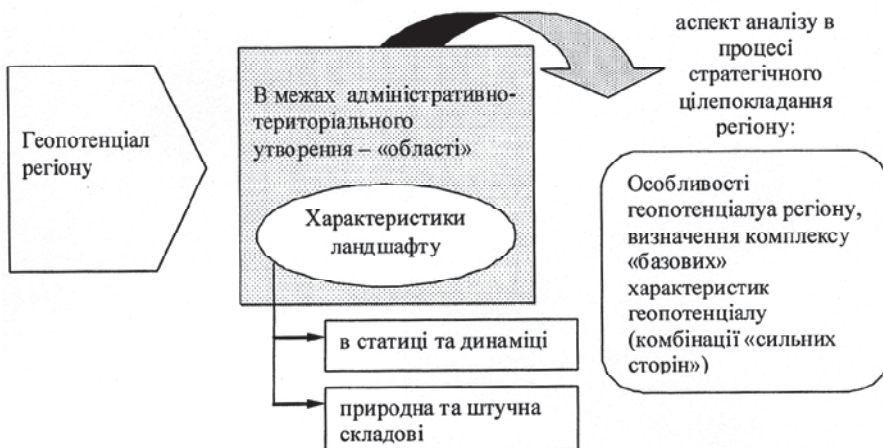 Геопотенціал
регіону
В межах адміністративно-
територіального
утворення – «області»
Характеристики
ландшафту
в статиці та динаміці
природна та штучна
складові
аспект аналізу в
процесі
стратегічного
цілепокладання
регіону:
Особливості
геопотенціалуа регіону,
визначення комплексу
«базових»
характеристик
геопотенціалу
(комбінації «сильних
сторін»)